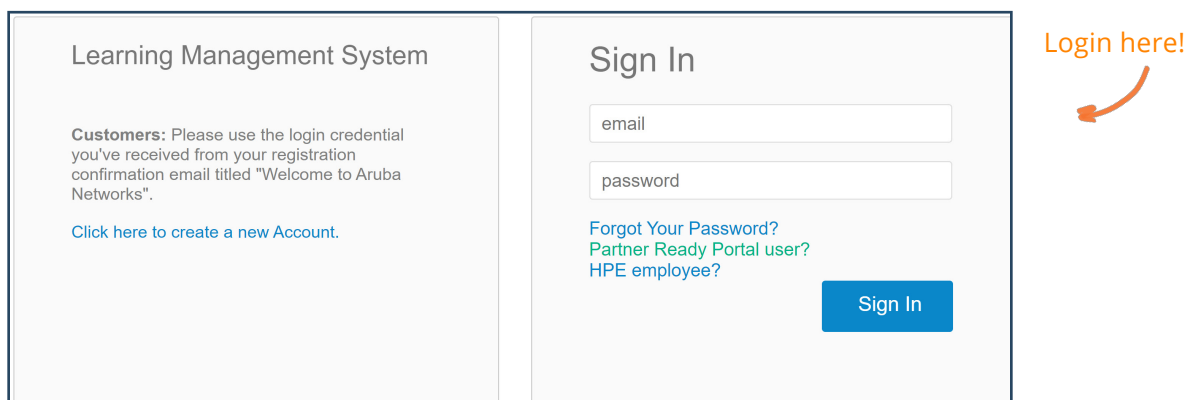 Learning Management System
Customers: Please use the login credential
you've received from your registration
confirmation email titled "Welcome to Aruba
Networks".
Click here to create a new Account.
Sign In
email
password
Forgot Your Password?
Partner Ready Portal user?
HPE employee?
Sign In
Login here!